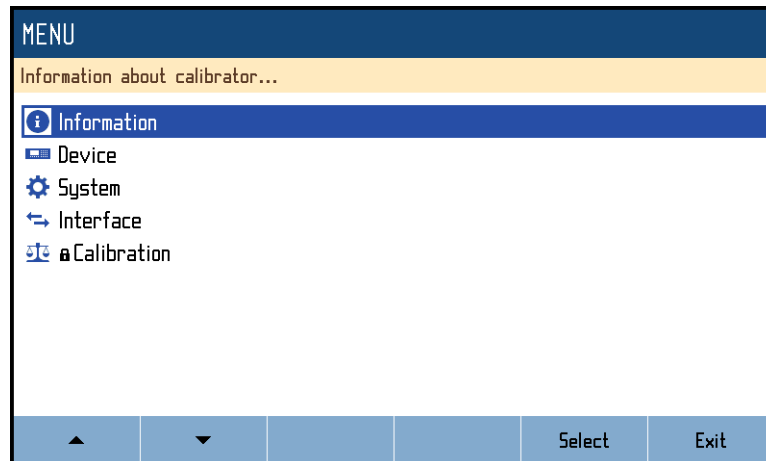 MENU
Information about calibrator...
Information
Device
System
Interface
Calibration
Select Exit